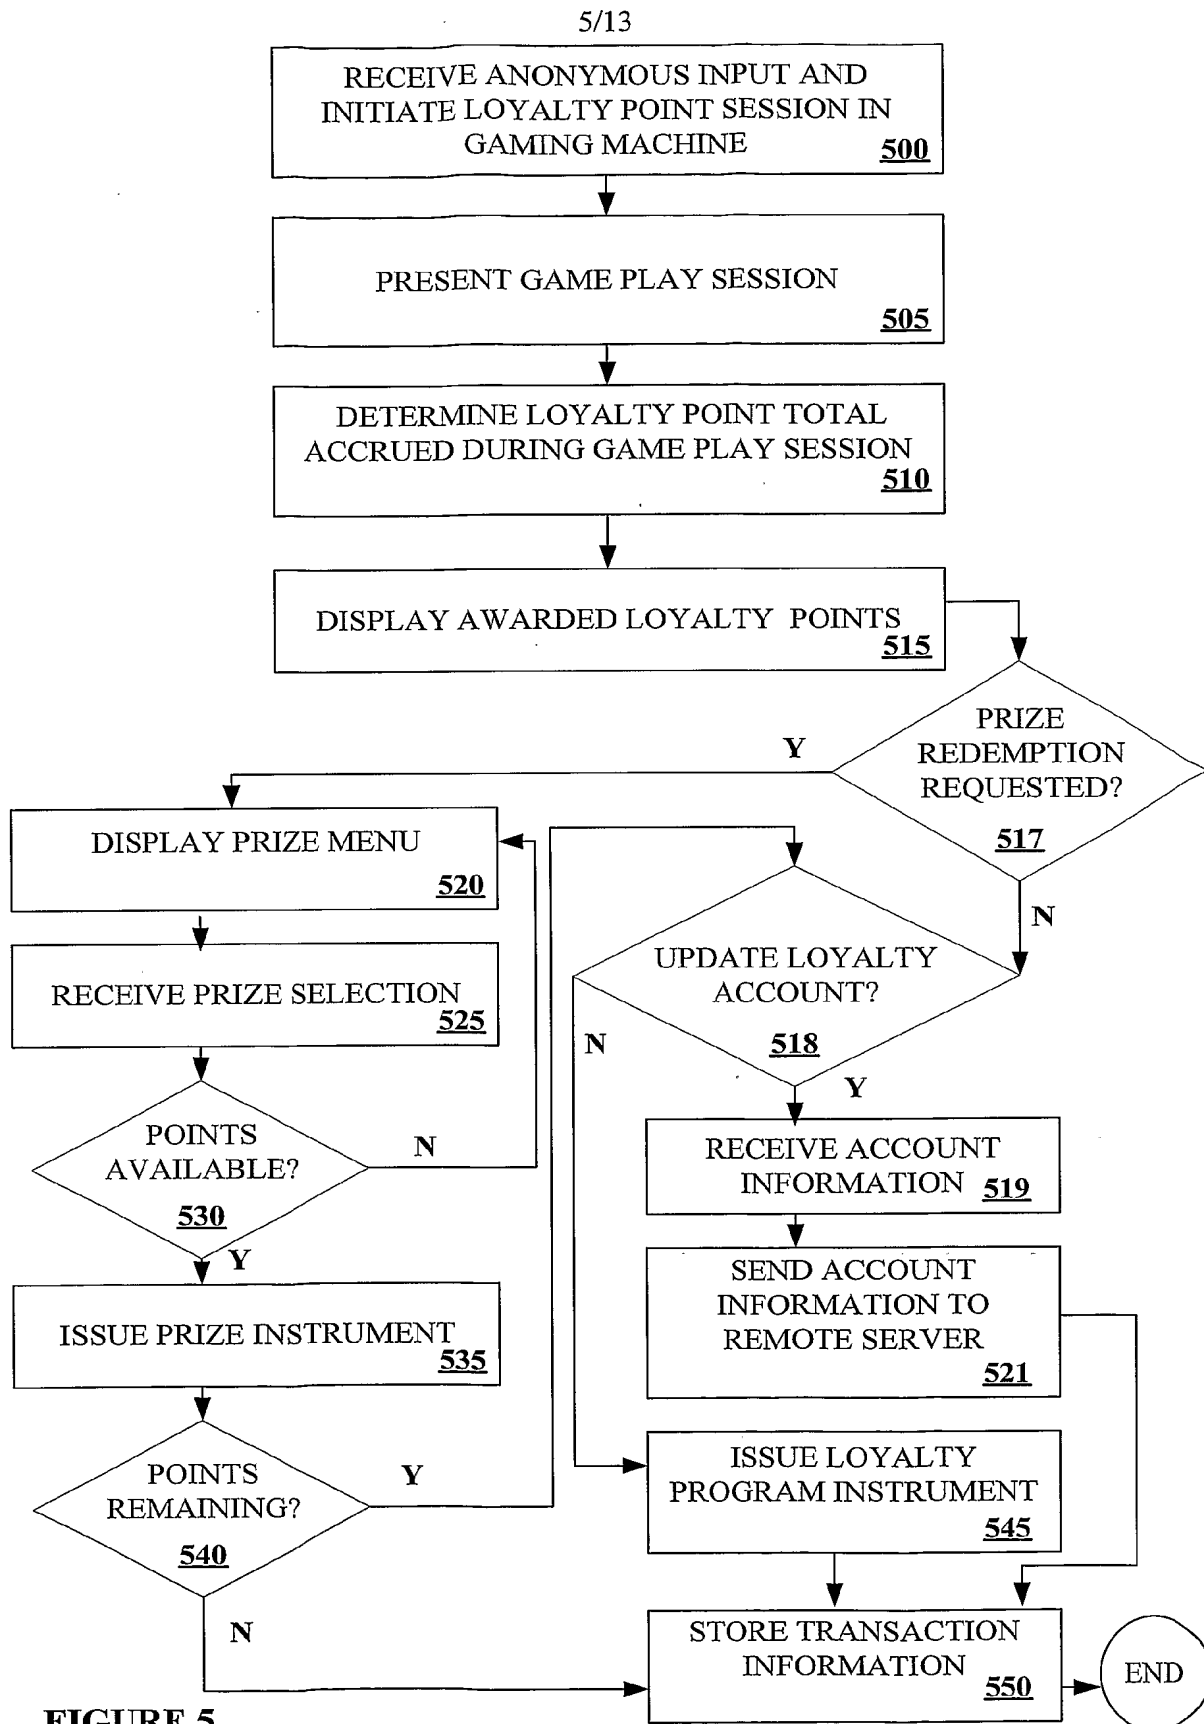 5/13
RECEIVE ANONYMOUS INPUT AND
INITIATE LOYALTY POINT SESSION IN
GAMING MACHINE
500
PRESENT GAME PLAY SESSION
505
DETERMINE LOYALTY POINT TOTAL
ACCRUED DURING GAME PLAY SESSION
510
DISPLAY AWARDED LOYALTY POINTS
515
PRIZE
REDEMPTION
REQUESTED?
517
Y
N
DISPLAY PRIZE MENU
520
RECEIVE PRIZE SELECTION
525
POINTS
AVAILABLE?
530
N
Y
ISSUE PRIZE INSTRUMENT
535
POINTS
REMAINING?
540
Y
N
UPDATE LOYALTY
ACCOUNT?
518
N
Y
RECEIVE ACCOUNT
INFORMATION 519
SEND ACCOUNT
INFORMATION TO
REMOTE SERVER
521
ISSUE LOYALTY
PROGRAM INSTRUMENT
545
STORE TRANSACTION
INFORMATION
550
END
FIGURE 5